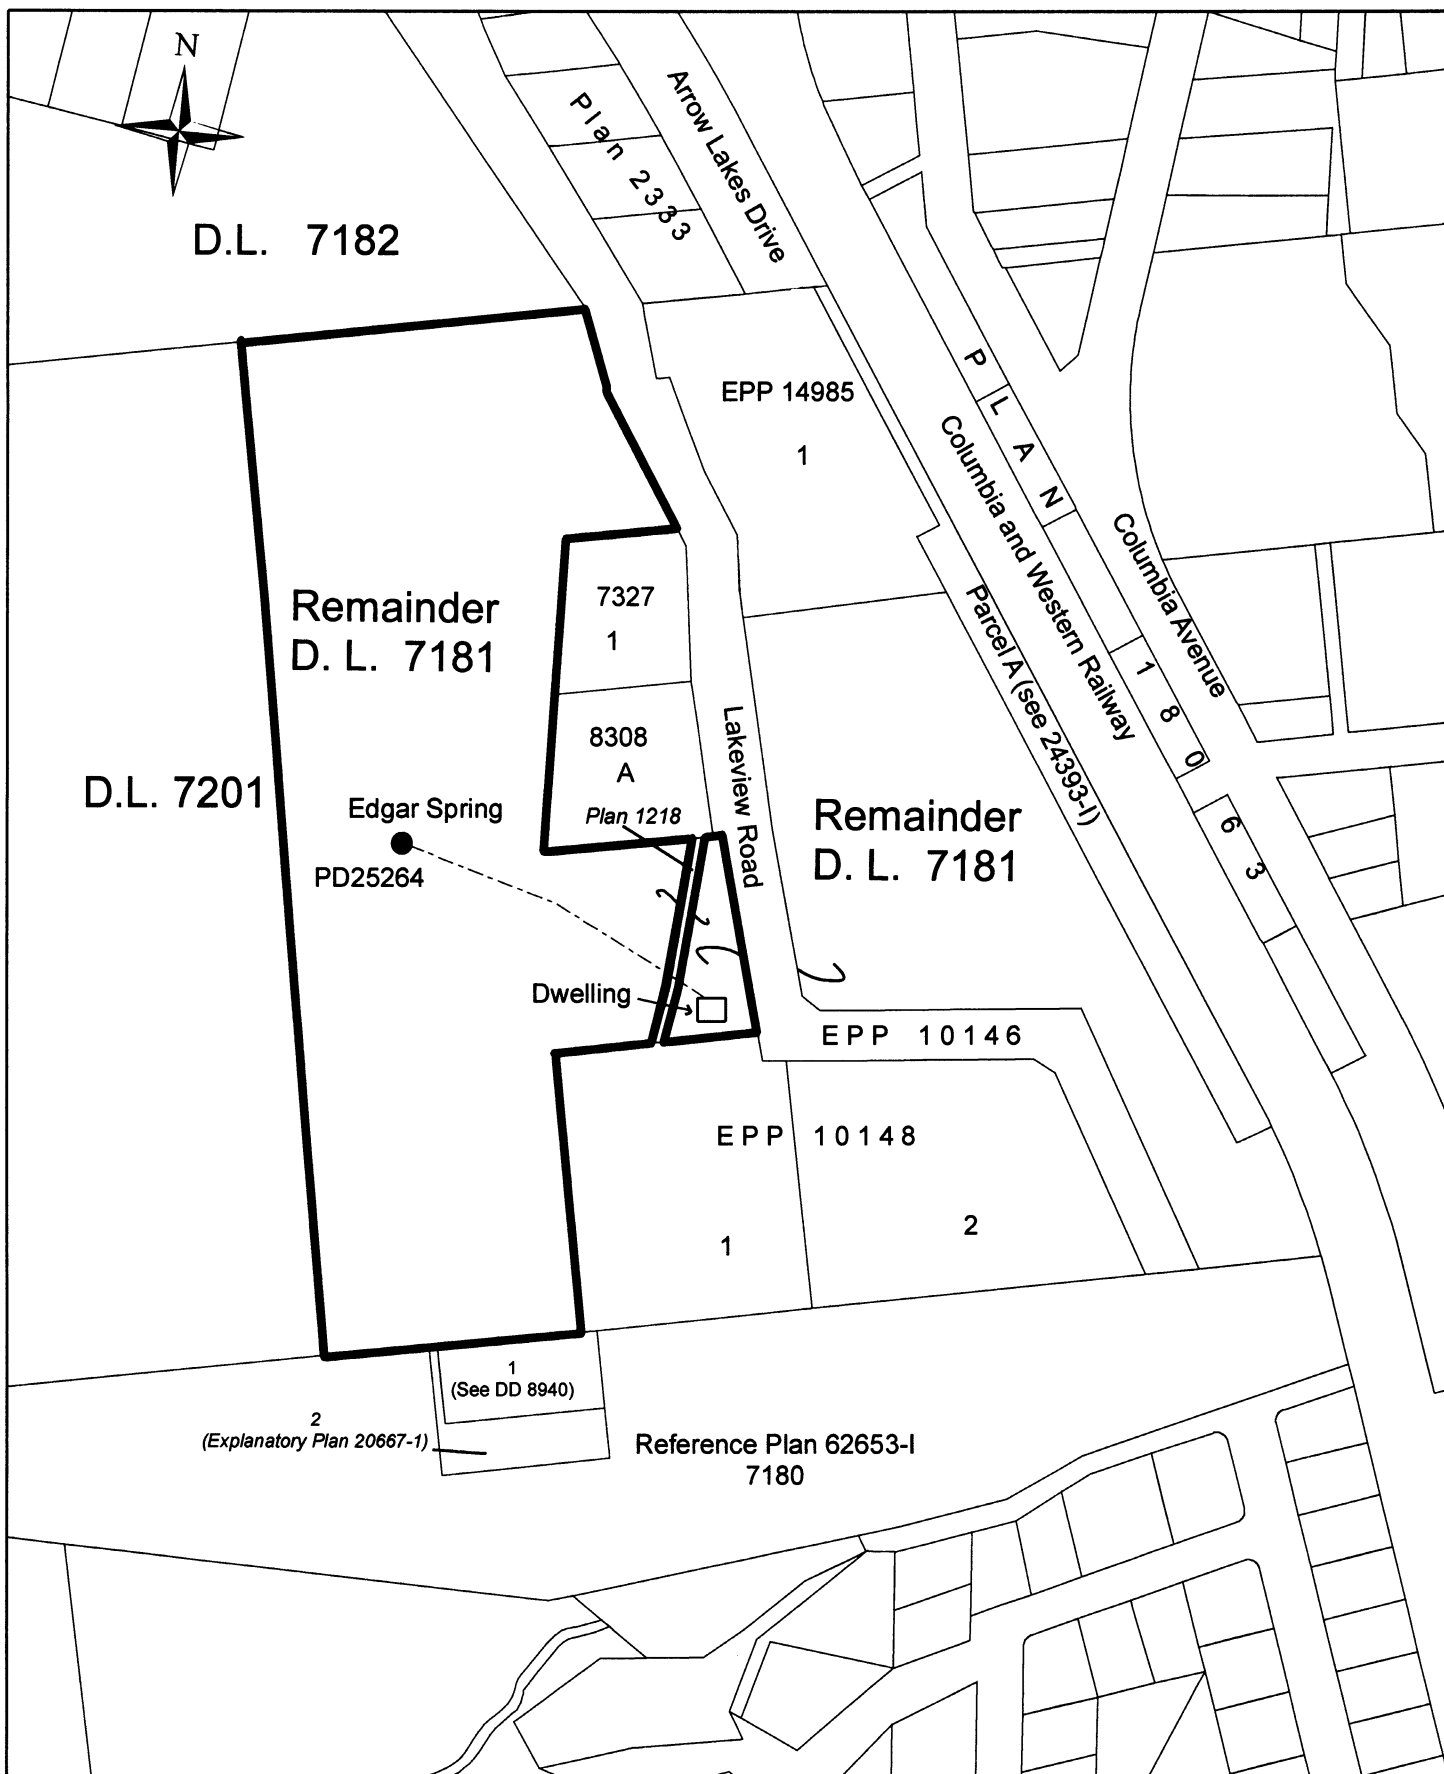 N
Plan 2333
Arrow Lakes Drive
D.L. 7182
EPP 14985
1
PLAN 18063
Columbia and Western Railway
Columbia Avenue
Parcel A (see 24393-I)
Remainder
D. L. 7181
7327
1
8308
A
Plan 1218
Lakeview Road
D.L. 7201
Edgar Spring
PD25264
Remainder
D. L. 7181
Dwelling
EPP 10146
EPP 10148
1
2
1
(See DD 8940)
2
(Explanatory Plan 20667-1)
Reference Plan 62653-I
7180